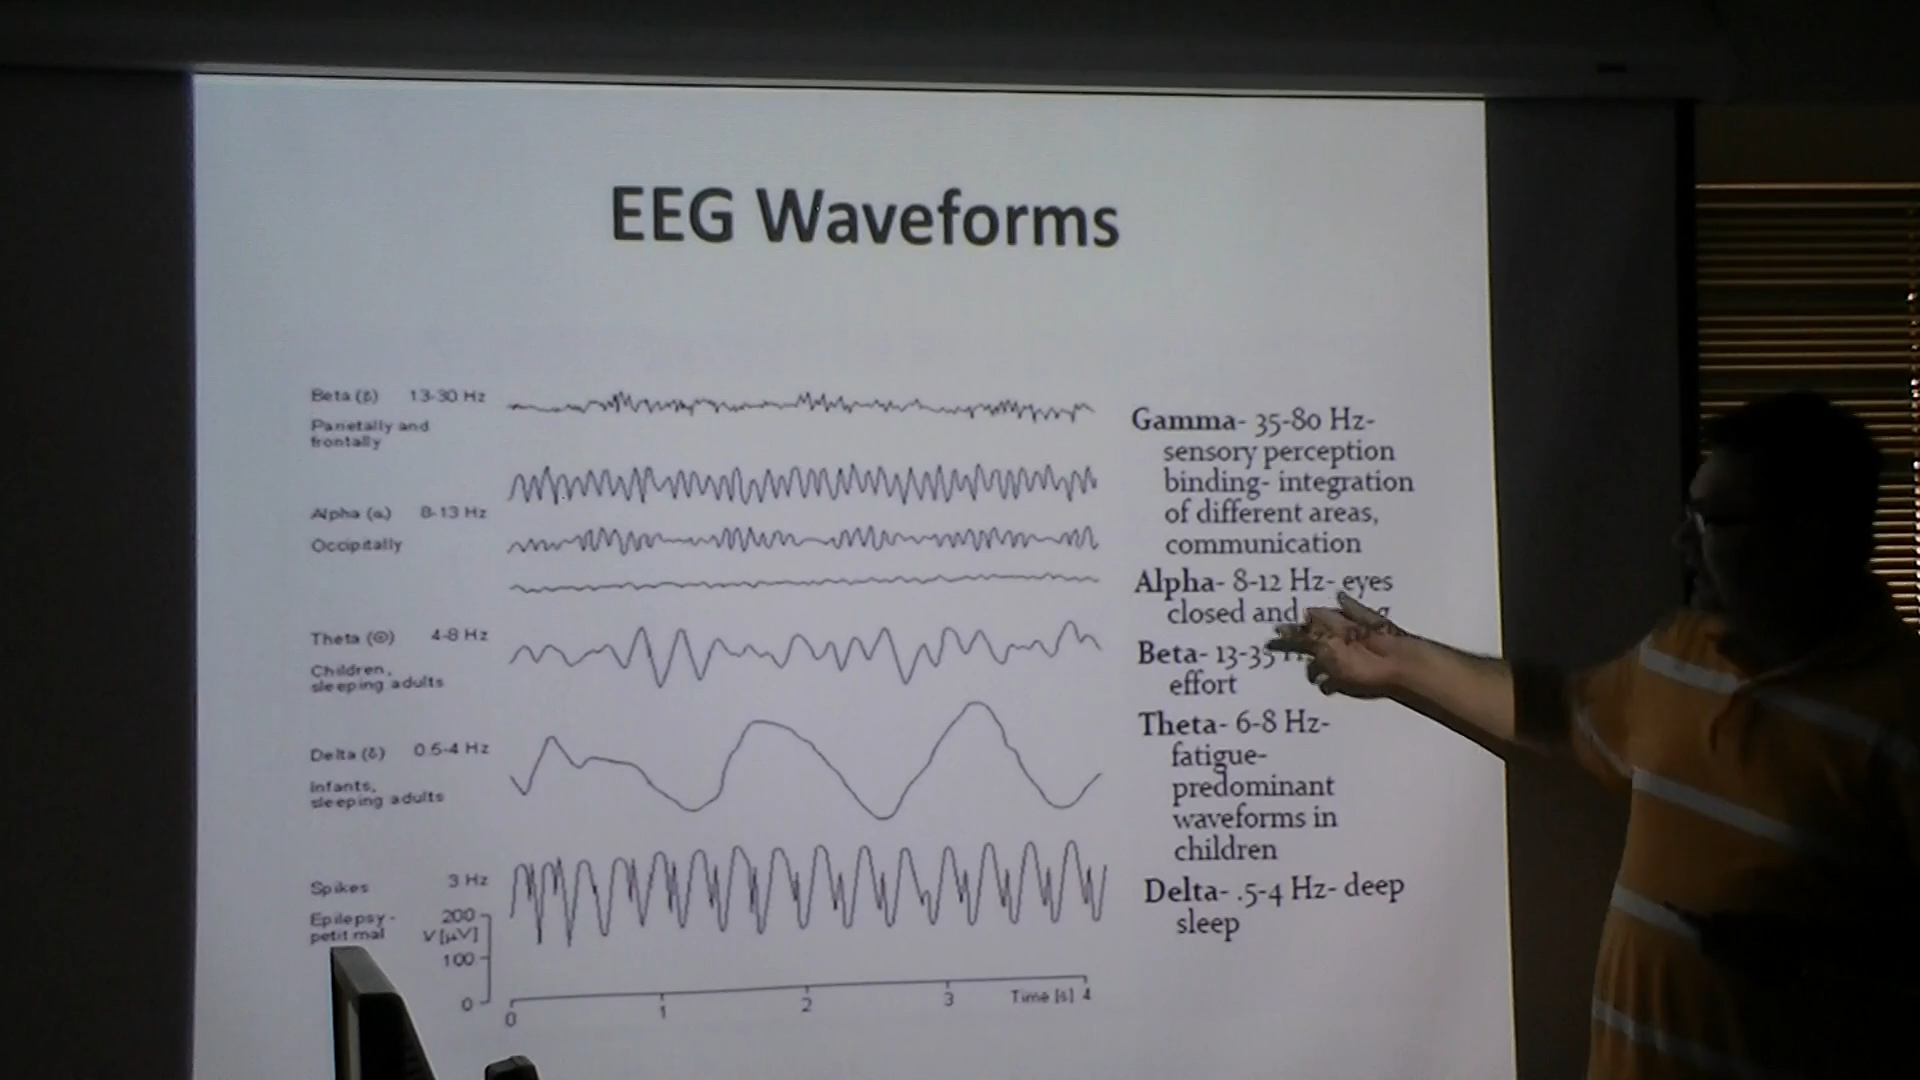 EEG Waveforms
Beta (β) 13-30 Hz
Parietally and
frontally
Alpha (α) 8-13 Hz
Occipitally
Theta (Θ) 4-8 Hz
Children,
sleeping adults
Delta (δ) 0.5-4 Hz
Infants,
sleeping adults
Spikes 3 Hz
Epilepsy-
petit mal
200
V [μV]
100
0
0 1 2 3 Time [s] 4
Gamma- 35-80 Hz-
sensory perception
binding- integration
of different areas,
communication
Alpha- 8-12 Hz- eyes
closed and
Beta- 13-35
effort
Theta- 6-8 Hz-
fatigue-
predominant
waveforms in
children
Delta- .5-4 Hz- deep
sleep